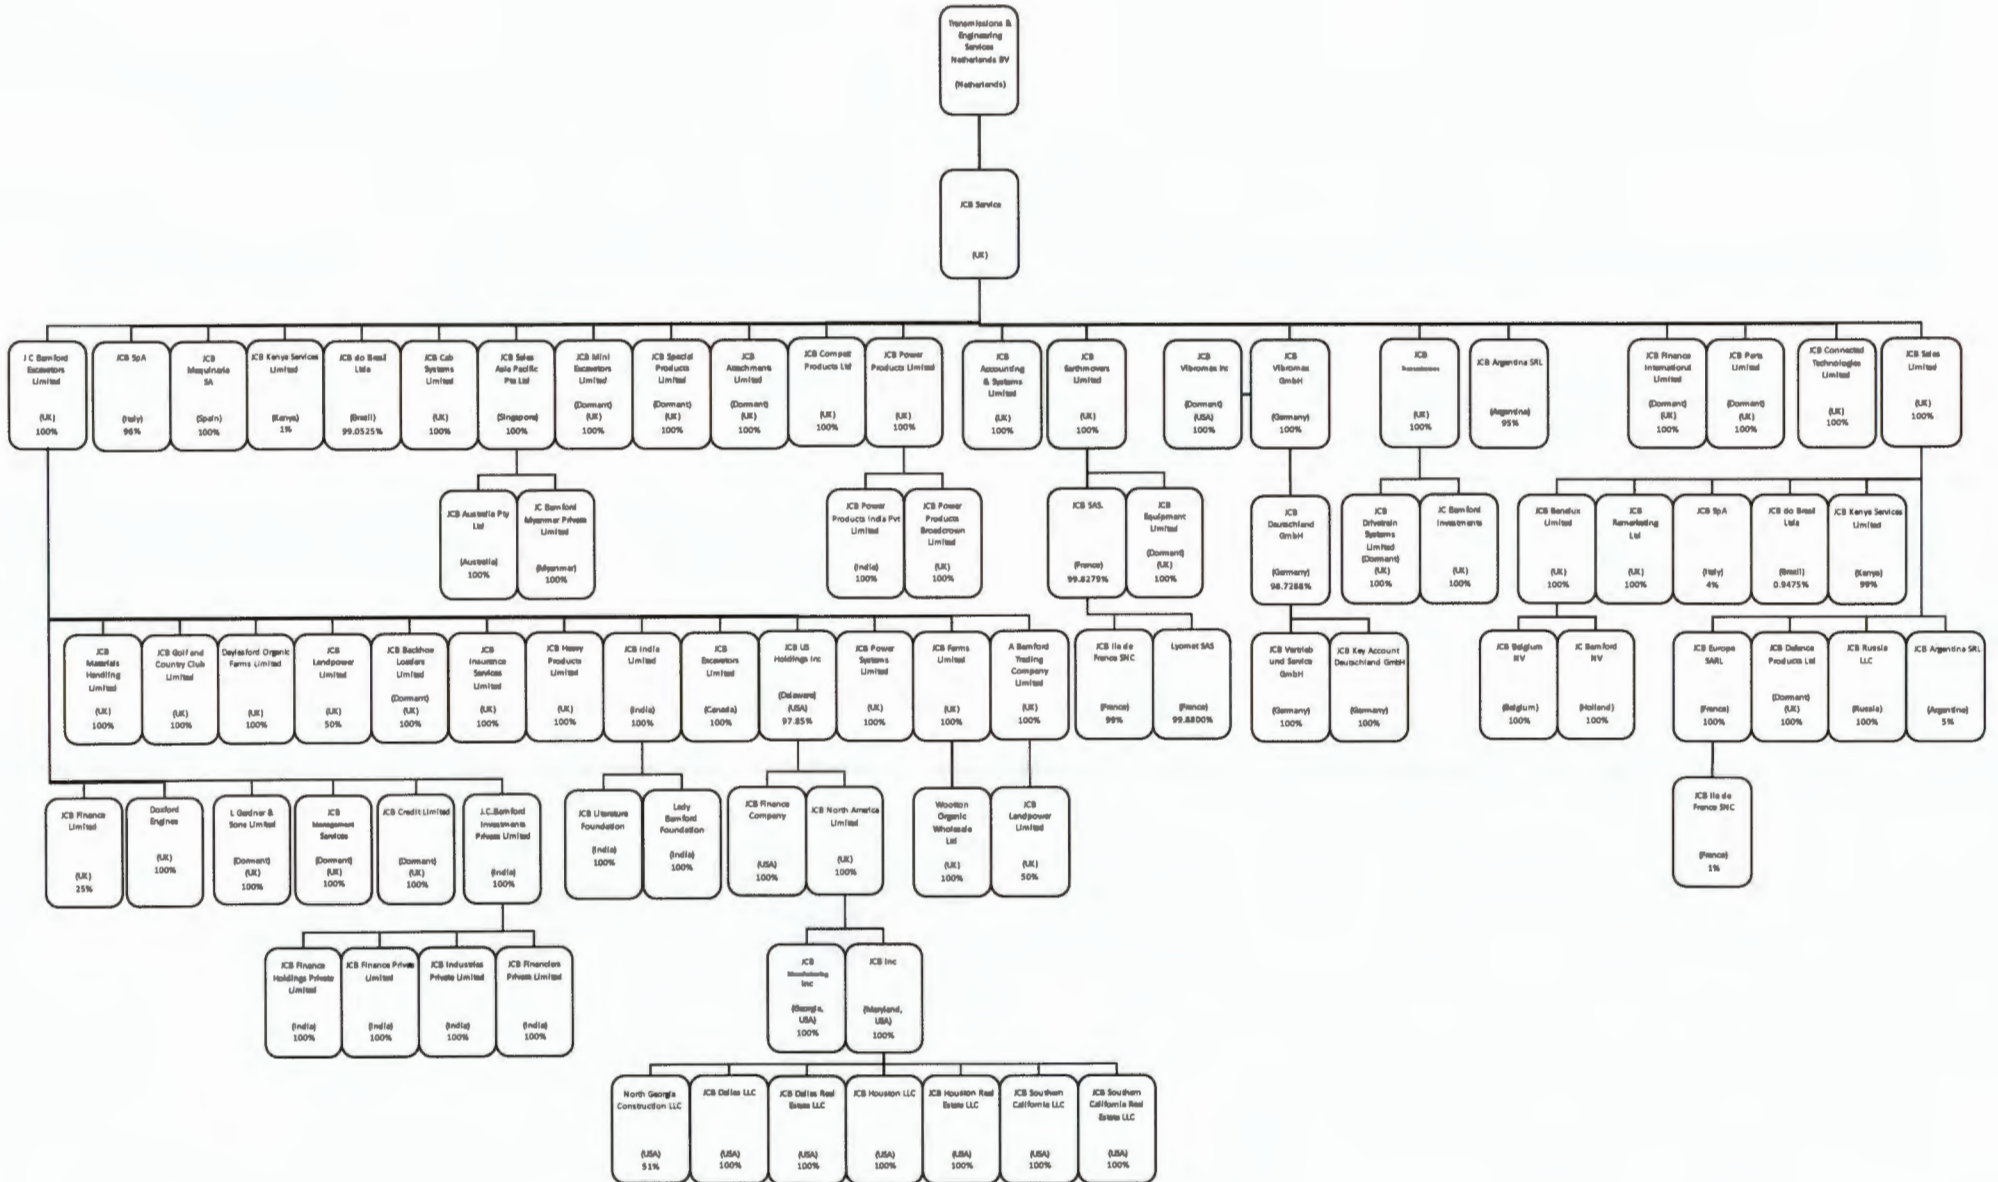 Transmissions &
Engineering
Services
Netherlands BV
(Netherlands)
JCB Service
(UK)
J C Bamford
Excavators
Limited
(UK)
100%
JCB SpA
(Italy)
96%
JCB
Maquinaria
SA
(Spain)
100%
JCB Kenya Services
Limited
(Kenya)
1%
JCB do Brasil
Ltda
(Brasil)
99.0525%
JCB Cab
Systems
Limited
(UK)
100%
JCB Sales
Asia Pacific
Pte Ltd
(Singapore)
100%
JCB Mini
Excavators
Limited
(Dormant)
(UK)
100%
JCB Special
Products
Limited
(Dormant)
(UK)
100%
JCB
Attachments
Limited
(Dormant)
(UK)
100%
JCB Compact
Products Ltd
(UK)
100%
JCB Power
Products Limited
(UK)
100%
JCB
Accounting
& Systems
Limited
(UK)
100%
JCB
Earthmovers
Limited
(UK)
100%
JCB
Vibromax Inc
(Dormant)
(USA)
100%
JCB
Vibromax
GmbH
(Germany)
100%
JCB
Transmissions
(UK)
100%
JCB Argentina SRL
(Argentina)
95%
JCB Finance
International
Limited
(Dormant)
(UK)
100%
JCB Parts
Limited
(Dormant)
(UK)
100%
JCB Connected
Technologies
Limited
(UK)
100%
JCB Sales
Limited
(UK)
100%
JCB Australia Pty
Ltd
(Australia)
100%
JC Bamford
Myanmar Private
Limited
(Myanmar)
100%
JCB Power
Products India Pvt
Limited
(India)
100%
JCB Power
Products
Broadcrown
Limited
(UK)
100%
JCB SAS.
(France)
99.8279%
JCB
Equipment
Limited
(Dormant)
(UK)
100%
JCB
Deutschland
GmbH
(Germany)
98.7288%
JCB
Drivetrain
Systems
Limited
(Dormant)
(UK)
100%
JC Bamford
Investments
(UK)
100%
JCB Benelux
Limited
(UK)
100%
JCB
Remarketing
Ltd
(UK)
100%
JCB SpA
(Italy)
4%
JCB do Brasil
Ltda
(Brasil)
0.9475%
JCB Kenya Services
Limited
(Kenya)
99%
JCB
Materials
Handling
Limited
(UK)
100%
JCB Golf and
Country Club
Limited
(UK)
100%
Daylesford Organic
Farms Limited
(UK)
100%
JCB
Landpower
Limited
(UK)
50%
JCB Backhoe
Loaders
Limited
(Dormant)
(UK)
100%
JCB
Insurance
Services
Limited
(UK)
100%
JCB Heavy
Products
Limited
(UK)
100%
JCB India
Limited
(India)
100%
JCB
Excavators
Limited
(Canada)
100%
JCB US
Holdings Inc
(Delaware)
(USA)
97.85%
JCB Power
Systems
Limited
(UK)
100%
JCB Farms
Limited
(UK)
100%
A Bamford
Trading
Company
Limited
(UK)
100%
JCB Ile de
France SNC
(France)
99%
Lyomat SAS
(France)
99.8800%
JCB Vertrieb
und Service
GmbH
(Germany)
100%
JCB Key Account
Deutschland GmbH
(Germany)
100%
JCB Belgium
NV
(Belgium)
100%
JC Bamford
NV
(Holland)
100%
JCB Europe
SARL
(France)
100%
JCB Defence
Products Ltd
(Dormant)
(UK)
100%
JCB Russia
LLC
(Russia)
100%
JCB Argentina SRL
(Argentina)
5%
JCB Finance
Limited
(UK)
25%
Doxford
Engines
(UK)
100%
L Gardner &
Sons Limited
(Dormant)
(UK)
100%
JCB
Management
Services
(Dormant)
(UK)
100%
JCB Credit Limited
(Dormant)
(UK)
100%
J.C.Bamford
Investments
Private Limited
(India)
100%
JCB Literature
Foundation
(India)
100%
Lady
Bamford
Foundation
(India)
100%
JCB Finance
Company
(USA)
100%
JCB North America
Limited
(UK)
100%
Wootton
Organic
Wholesale
Ltd
(UK)
100%
JCB
Landpower
Limited
(UK)
50%
JCB Ile de
France SNC
(France)
1%
JCB Finance
Holdings Private
Limited
(India)
100%
JCB Finance Private
Limited
(India)
100%
JCB Industries
Private Limited
(India)
100%
JCB Financiers
Private Limited
(India)
100%
JCB
Manufacturing
Inc
(Georgia,
USA)
100%
JCB Inc
(Maryland,
USA)
100%
North Georgia
Construction LLC
(USA)
51%
JCB Dallas LLC
(USA)
100%
JCB Dallas Real
Estate LLC
(USA)
100%
JCB Houston LLC
(USA)
100%
JCB Houston Real
Estate LLC
(USA)
100%
JCB Southern
California LLC
(USA)
100%
JCB Southern
California Real
Estate LLC
(USA)
100%